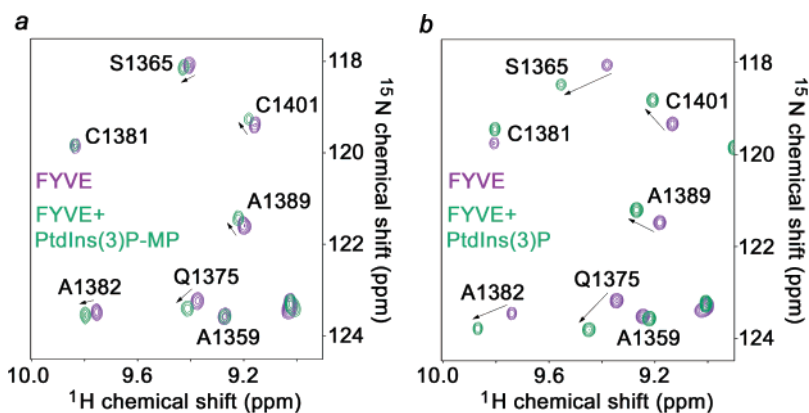 a
S1365
C1401
C1381
FYVE
A1389
FYVE+
PtdIns(3)P-MP
A1382
Q1375
A1359
118
120
122
124
15 N chemical shift (ppm)
10.0
9.6
9.2
1H chemical shift (ppm)
b
S1365
C1401
C1381
FYVE
A1389
FYVE+
PtdIns(3)P
A1382
Q1375
A1359
118
120
122
124
15 N chemical shift (ppm)
10.0
9.6
9.2
1H chemical shift (ppm)